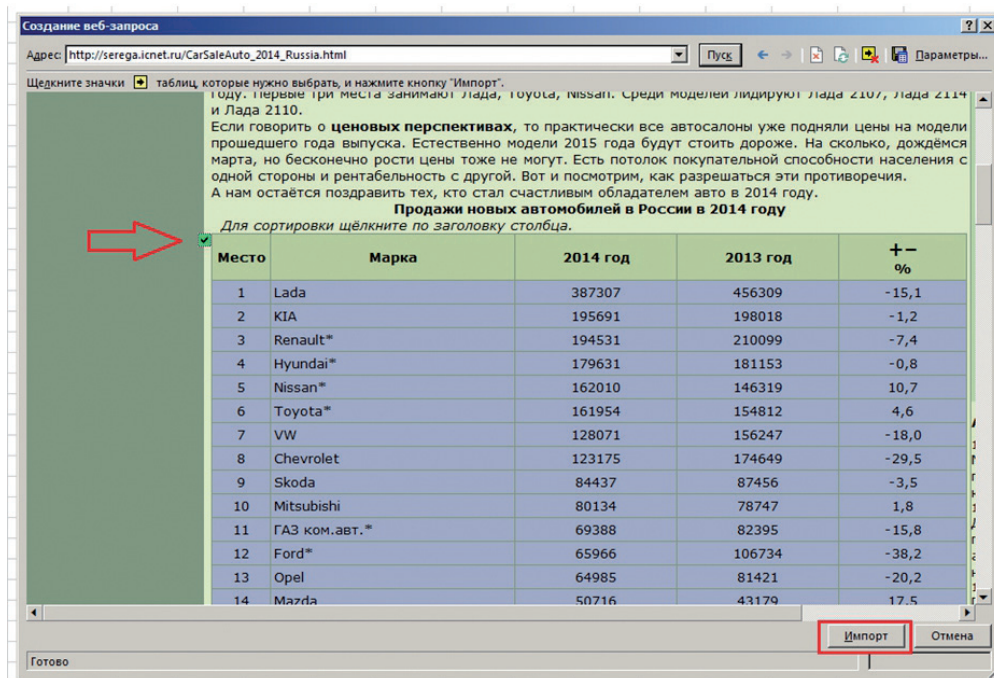 Создание веб-запроса
Адрес: http://serega.icnet.ru/CarSaleAuto_2014_Russia.html Пуск Параметры...
Щелкните значки таблиц, которые нужно выбрать, и нажмите кнопку "Импорт".
году. Первые три места занимают Лада, Toyota, Nissan. Среди моделей лидируют Лада 2107, Лада 2114
и Лада 2110.
Если говорить о ценовых перспективах, то практически все автосалоны уже подняли цены на модели
прошедшего года выпуска. Естественно модели 2015 года будут стоить дороже. На сколько, дождёмся
марта, но бесконечно рости цены тоже не могут. Есть потолок покупательной способности населения с
одной стороны и рентабельность с другой. Вот и посмотрим, как разрешаться эти противоречия.
А нам остаётся поздравить тех, кто стал счастливым обладателем авто в 2014 году.
Продажи новых автомобилей в России в 2014 году
Для сортировки щёлкните по заголовку столбца.
Место Марка 2014 год 2013 год +− %
1 Lada 387307 456309 -15,1
2 KIA 195691 198018 -1,2
3 Renault* 194531 210099 -7,4
4 Hyundai* 179631 181153 -0,8
5 Nissan* 162010 146319 10,7
6 Toyota* 161954 154812 4,6
7 VW 128071 156247 -18,0
8 Chevrolet 123175 174649 -29,5
9 Skoda 84437 87456 -3,5
10 Mitsubishi 80134 78747 1,8
11 ГАЗ ком.авт.* 69388 82395 -15,8
12 Ford* 65966 106734 -38,2
13 Opel 64985 81421 -20,2
14 Mazda 50716 43179 17,5
Импорт Отмена
Готово